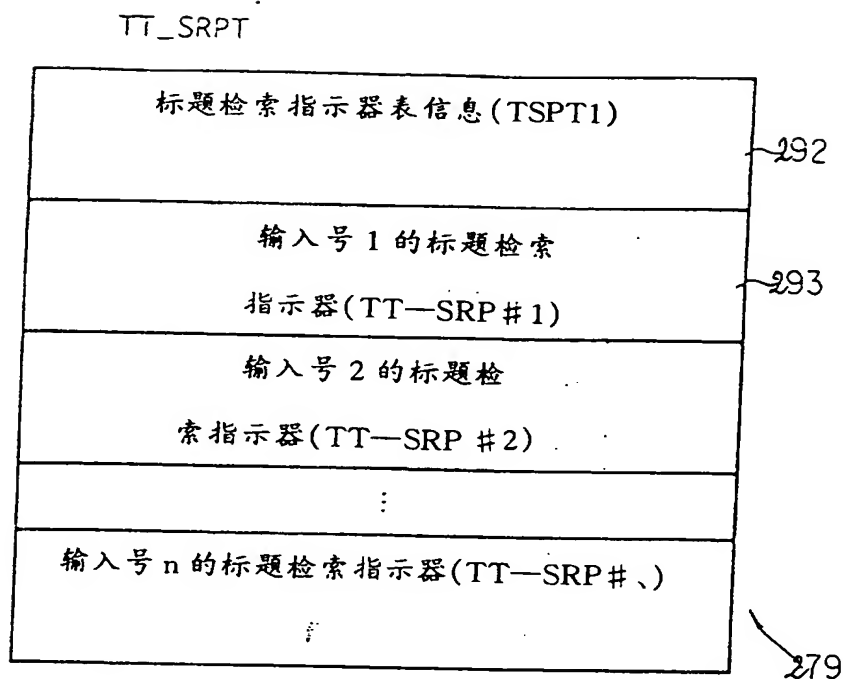 TT_SRPT
标题检索指示器表信息(TSPT1)
292
输入号1的标题检索
指示器(TT—SRP#1)
293
输入号2的标题检
索指示器(TT—SRP #2)
⋮
输入号n的标题检索指示器(TT—SRP#、)
⋮
279